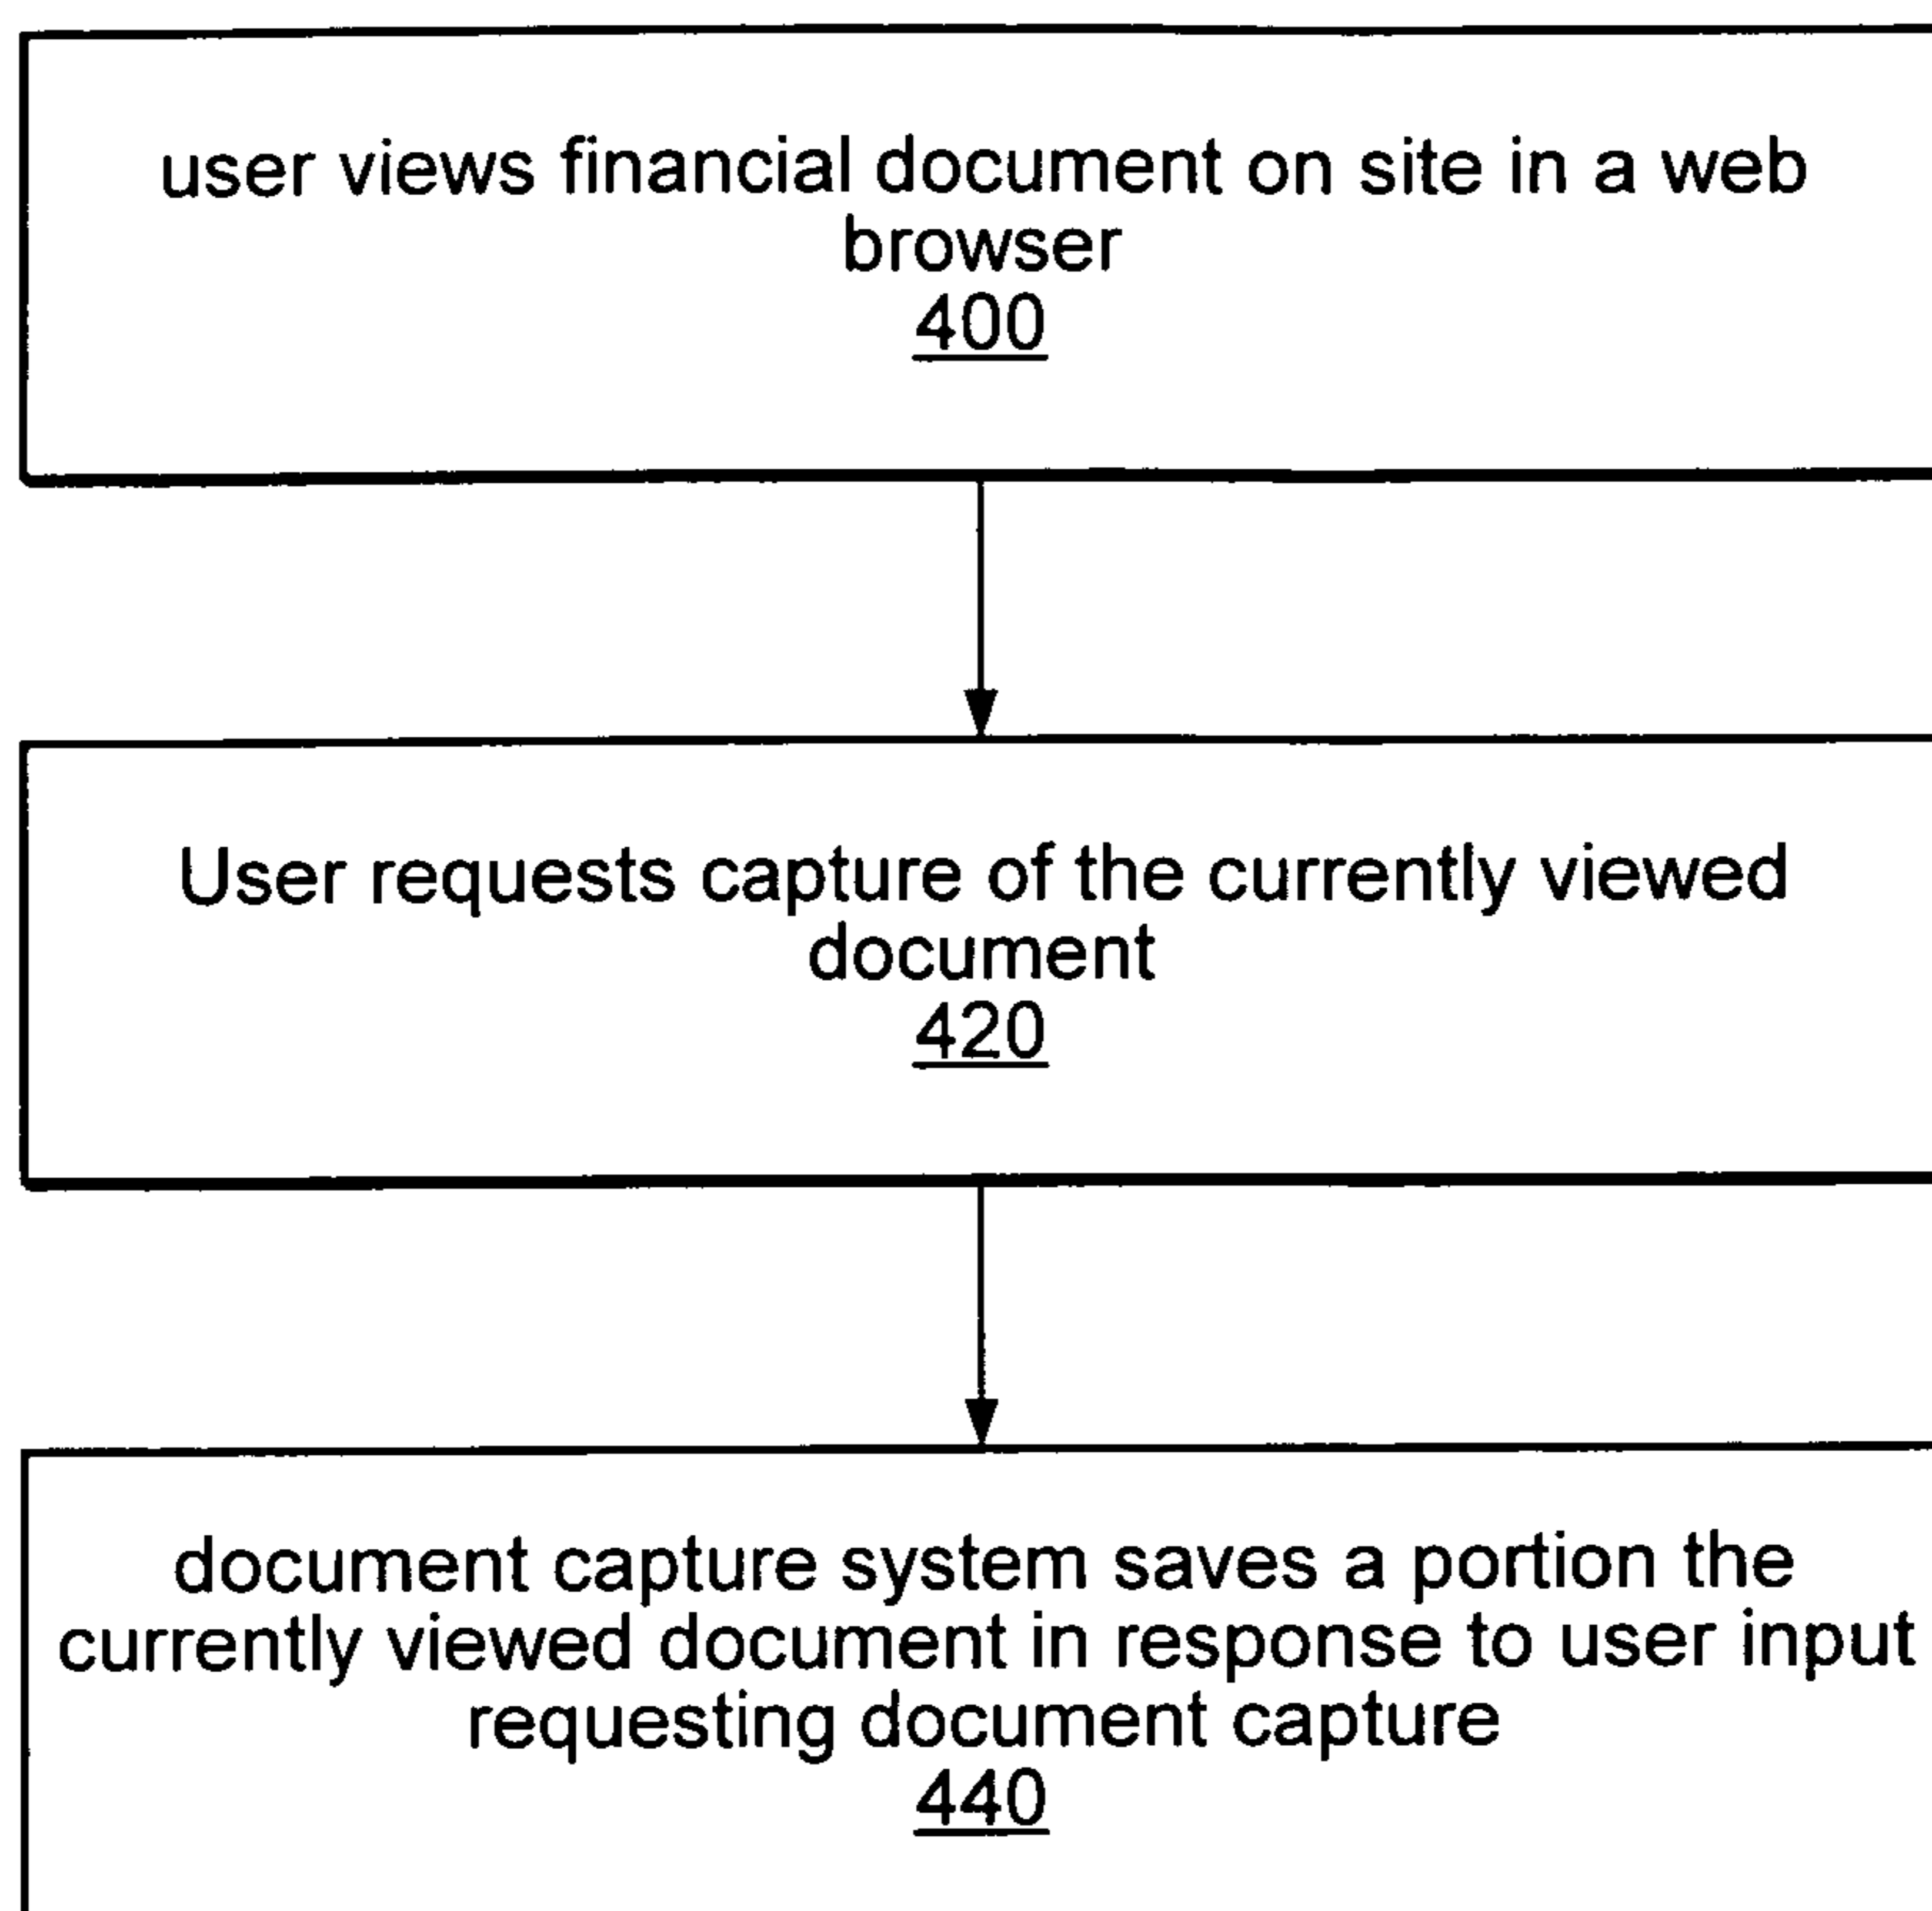 user views financial document on site in a web
browser
400
User requests capture of the currently viewed
document
420
document capture system saves a portion the
currently viewed document in response to user input
requesting document capture
440